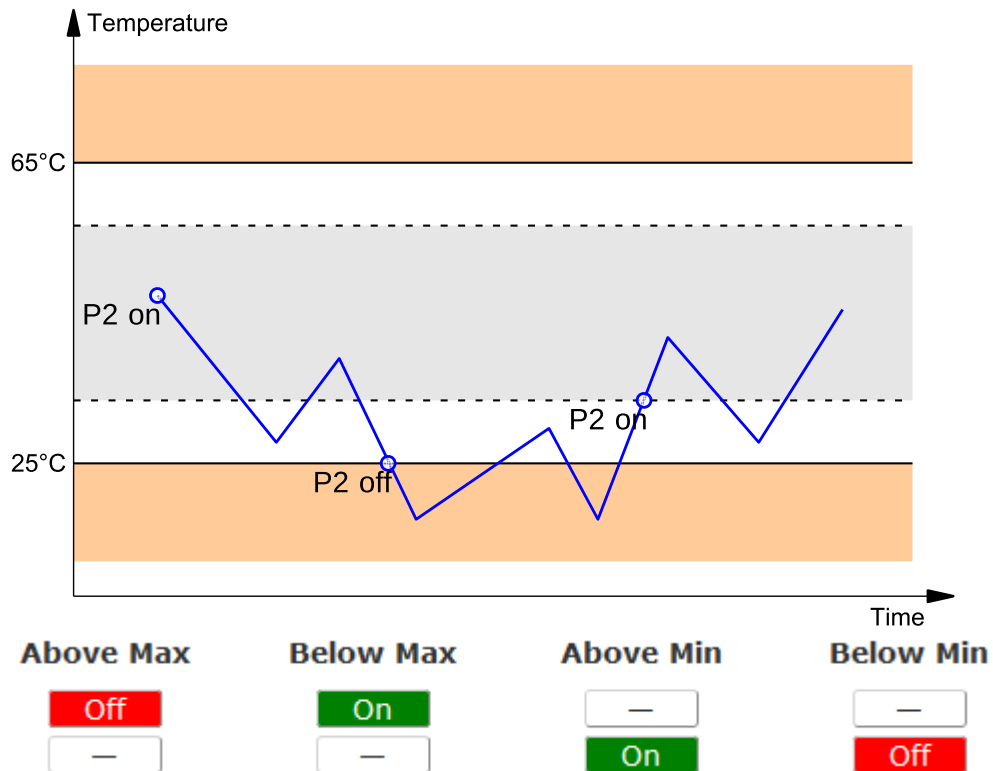 Temperature
65°C
P2 on
P2 on
25°C
P2 off
Time
Above Max Below Max Above Min Below Min
Off On — —
— — On Off